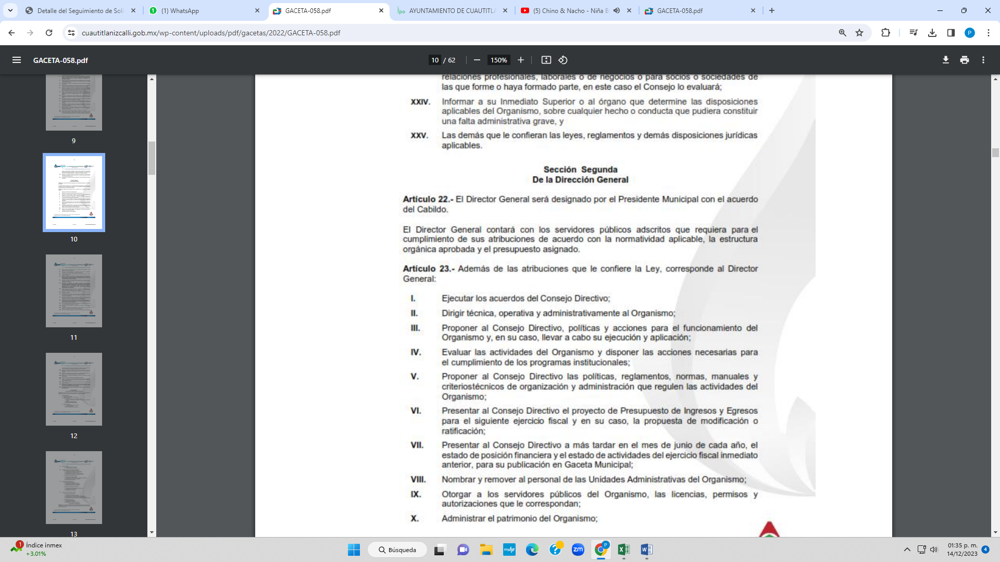 Detalle del Seguimiento de Soli
(1) WhatsApp
GACETA-058.pdf
AYUNTAMIENTO DE CUAUTITLA
(5) Chino & Nacho - Niña B
GACETA-058.pdf
cuautitlanizcalli.gob.mx/wp-content/uploads/pdf/gacetas/2022/GACETA-058.pdf
P
GACETA-058.pdf
10 / 62
150%
9
10
11
12
13
relaciones profesionales, laborales o de negocios o para socios o sociedades de
las que forme o haya formado parte, en este caso el Consejo lo evaluará;
XXIV. Informar a su Inmediato Superior o al órgano que determine las disposiciones
aplicables del Organismo, sobre cualquier hecho o conducta que pudiera constituir
una falta administrativa grave, y
XXV. Las demás que le confieran las leyes, reglamentos y demás disposiciones jurídicas
aplicables.
Sección Segunda
De la Dirección General
Artículo 22.- El Director General será designado por el Presidente Municipal con el acuerdo
del Cabildo.
El Director General contará con los servidores públicos adscritos que requiera para el
cumplimiento de sus atribuciones de acuerdo con la normatividad aplicable, la estructura
orgánica aprobada y el presupuesto asignado.
Artículo 23.- Además de las atribuciones que le confiere la Ley, corresponde al Director
General:
I. Ejecutar los acuerdos del Consejo Directivo;
II. Dirigir técnica, operativa y administrativamente al Organismo;
III. Proponer al Consejo Directivo, políticas y acciones para el funcionamiento del
Organismo y, en su caso, llevar a cabo su ejecución y aplicación;
IV. Evaluar las actividades del Organismo y disponer las acciones necesarias para
el cumplimiento de los programas institucionales;
V. Proponer al Consejo Directivo las políticas, reglamentos, normas, manuales y
criteriostécnicos de organización y administración que regulen las actividades del
Organismo;
VI. Presentar al Consejo Directivo el proyecto de Presupuesto de Ingresos y Egresos
para el siguiente ejercicio fiscal y en su caso, la propuesta de modificación o
ratificación;
VII. Presentar al Consejo Directivo a más tardar en el mes de junio de cada año, el
estado de posición financiera y el estado de actividades del ejercicio fiscal inmediato
anterior, para su publicación en Gaceta Municipal;
VIII. Nombrar y remover al personal de las Unidades Administrativas del Organismo;
IX. Otorgar a los servidores públicos del Organismo, las licencias, permisos y
autorizaciones que le correspondan;
X. Administrar el patrimonio del Organismo;
1
Índice inmex
+3.01%
Búsqueda
myhp
zm
P
01:35 p. m.
14/12/2023
4